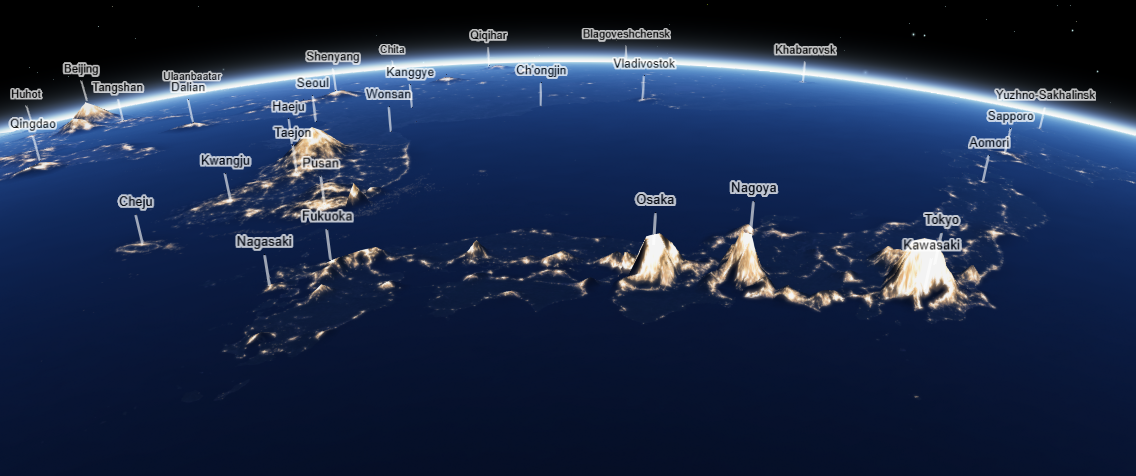 Qiqihar
Blagoveshchensk
Chita
Khabarovsk
Shenyang
Vladivostok
Beijing
Kanggye
Ch'ongjin
Ulaanbaatar
Tangshan
Dalian
Seoul
Huhot
Wonsan
Yuzhno-Sakhalinsk
Haeju
Sapporo
Qingdao
Taejon
Aomori
Kwangju
Pusan
Nagoya
Cheju
Osaka
Fukuoka
Tokyo
Nagasaki
Kawasaki